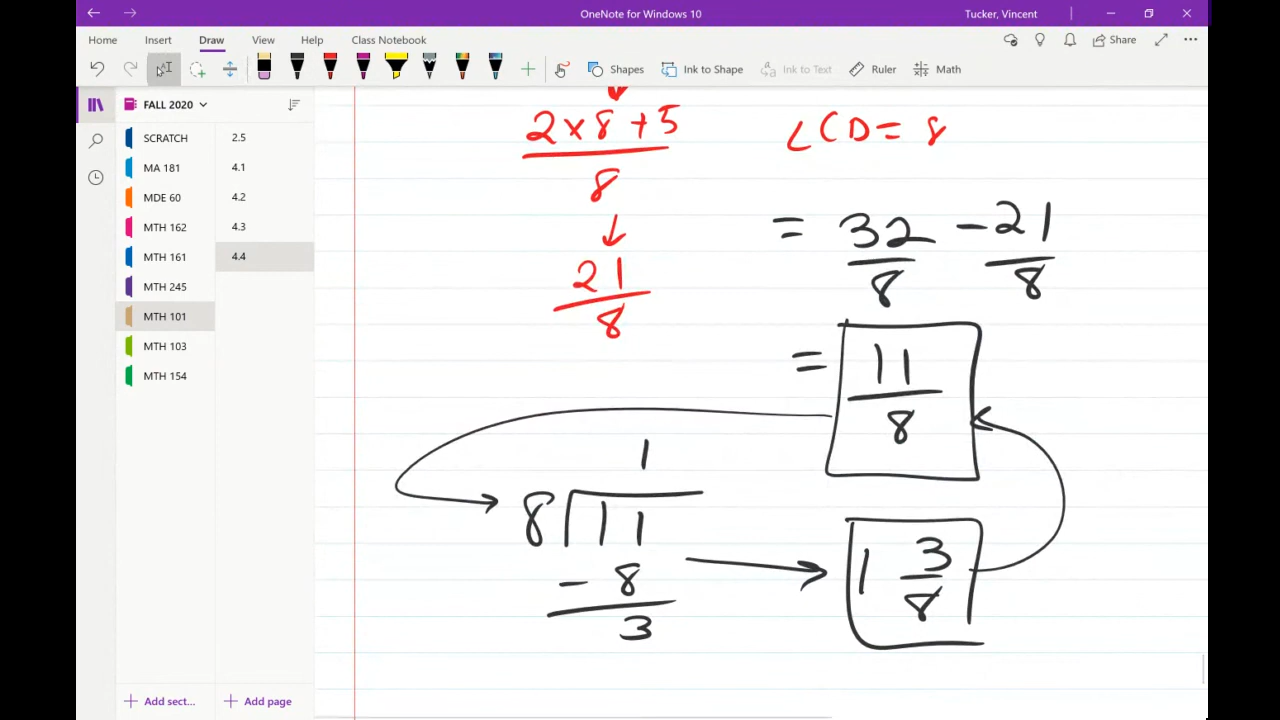 OneNote for Windows 10
Tucker, Vincent
Home Insert Draw View Help Class Notebook
Share
Shapes Ink to Shape Ink to Text Ruler Math
FALL 2020
SCRATCH
MA 181
MDE 60
MTH 162
MTH 161
MTH 245
MTH 101
MTH 103
MTH 154
2.5
4.1
4.2
4.3
4.4
Add sect...
Add page
2 x 8 + 5
8
21
8
LCD = 8
= 32 - 21
8 8
= 11
8
1
8 11
- 8
3
1 3
8